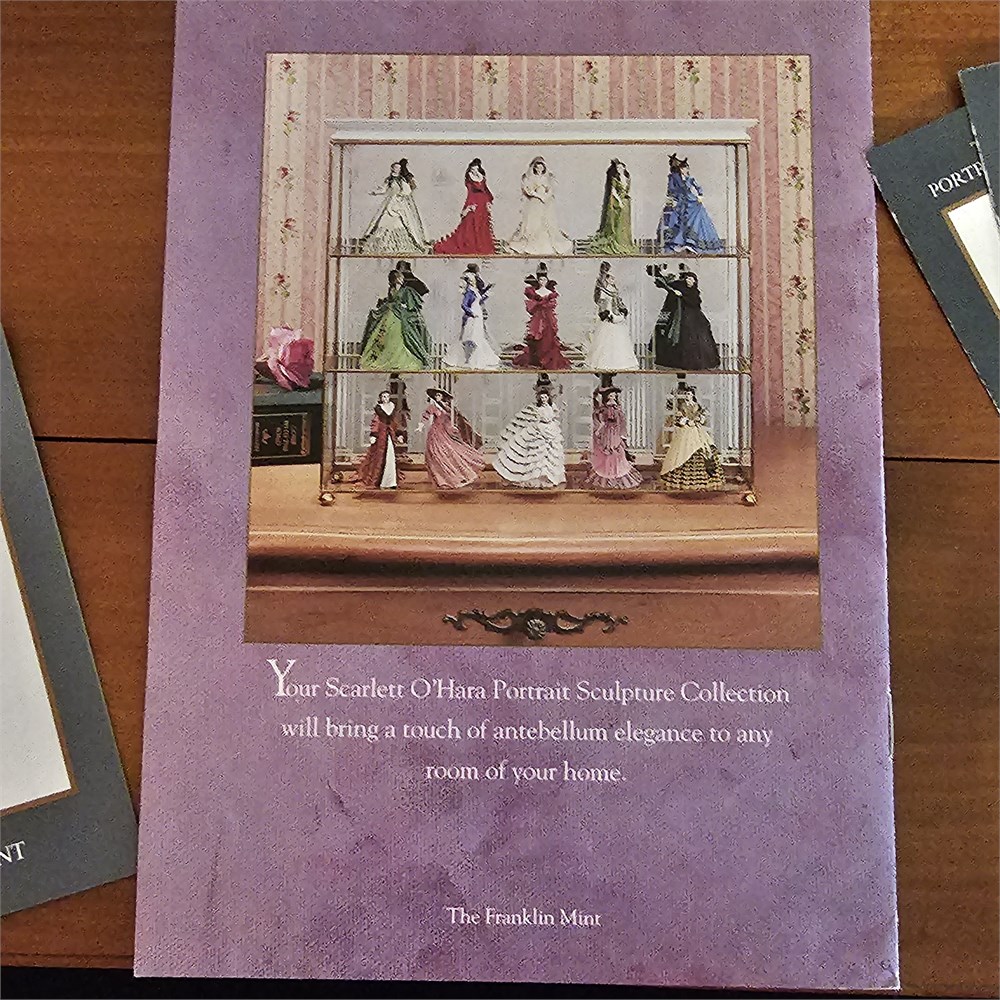 Your Scarlett O'Hara Portrait Sculpture Collection
will bring a touch of antebellum elegance to any
room of your home.
The Franklin Mint
NT
PORTR